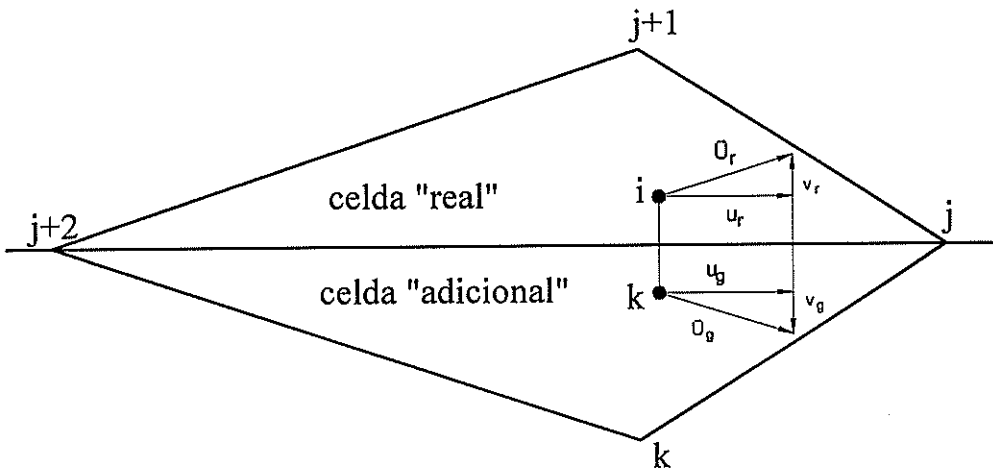 j+1
0r
i
vr
celda "real"
ur
j+2
j
ug
celda "adicional"
k
vg
0g
k